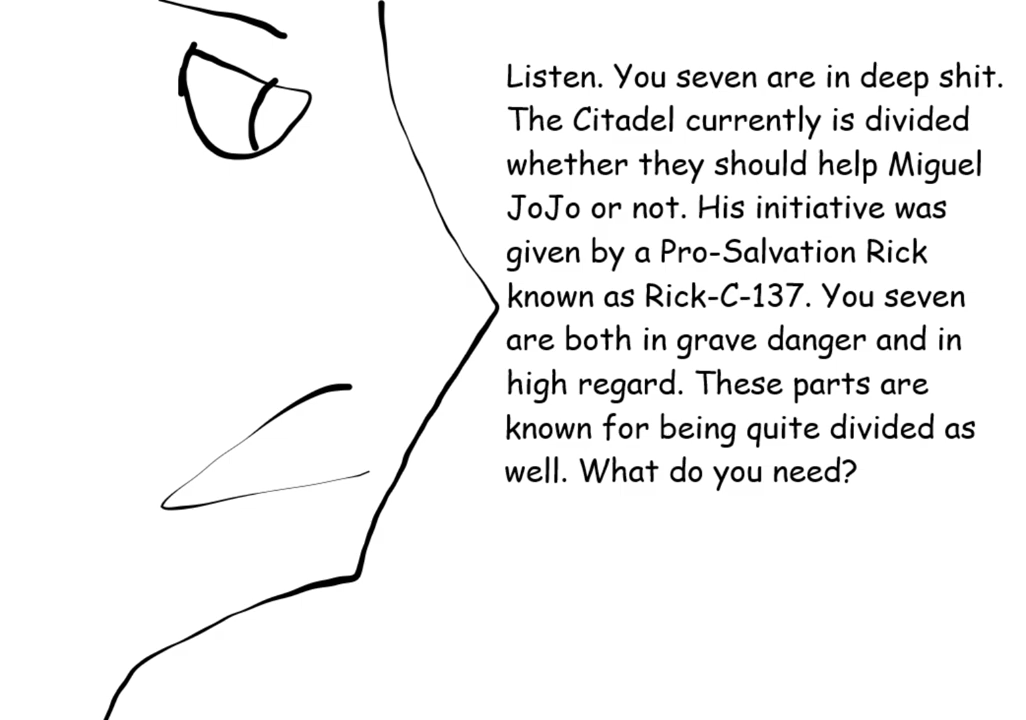 Listen. You seven are in deep shit.
The Citadel currently is divided
whether they should help Miguel
JoJo or not. His initiative was
given by a Pro-Salvation Rick
known as Rick-C-137. You seven
are both in grave danger and in
high regard. These parts are
known for being quite divided as
well. What do you need?